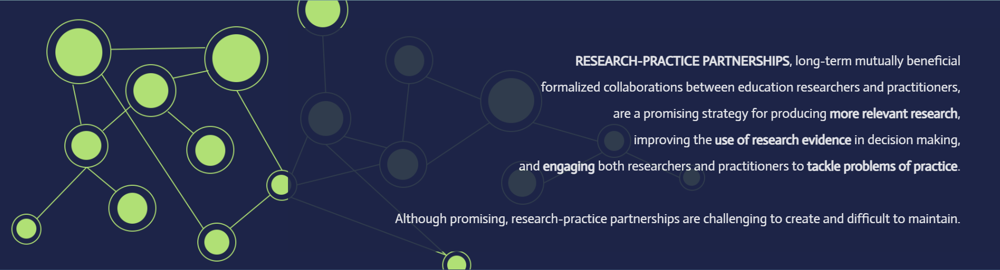 RESEARCH-PRACTICE PARTNERSHIPS, long-term mutually beneficial
formalized collaborations between education researchers and practitioners,
are a promising strategy for producing more relevant research,
improving the use of research evidence in decision making,
and engaging both researchers and practitioners to tackle problems of practice.
Although promising, research-practice partnerships are challenging to create and difficult to maintain.